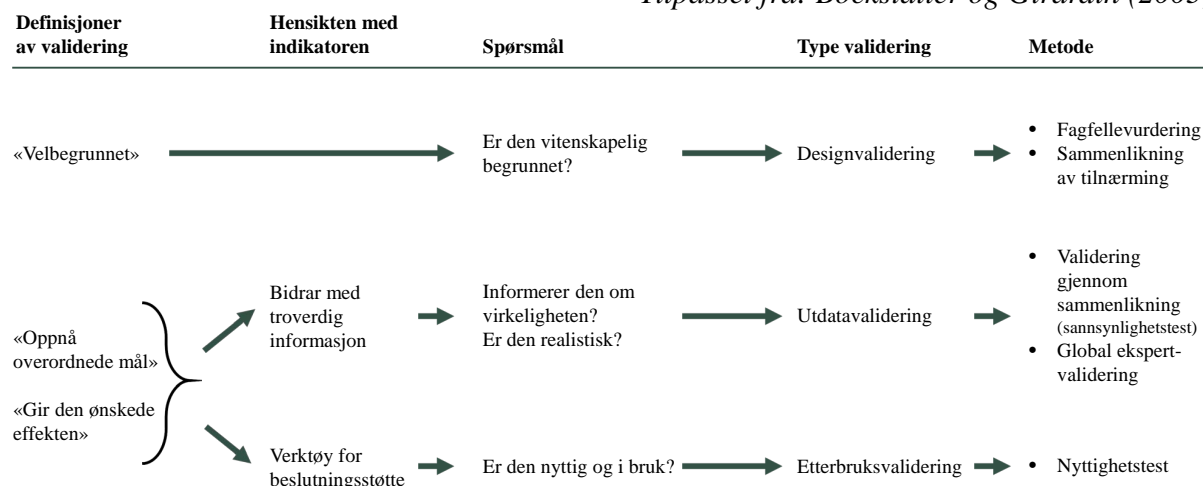 Tilpasset fra: Bockstaller og Girardin (2003
Definisjoner
av validering
Hensikten med
indikatoren
Spørsmål
Type validering
Metode
«Velbegrunnet»
Er den vitenskapelig
begrunnet?
Designvalidering
• Fagfellevurdering
• Sammenlikning
av tilnærming
«Oppnå
overordnede mål»
«Gir den ønskede
effekten»
Bidrar med
troverdig
informasjon
Informerer den om
virkeligheten?
Er den realistisk?
Utdatavalidering
• Validering
gjennom
sammenlikning
(sannsynlighetstest)
• Global ekspert-
validering
Verktøy for
beslutningsstøtte
Er den nyttig og i bruk?
Etterbruksvalidering
• Nyttighetstest